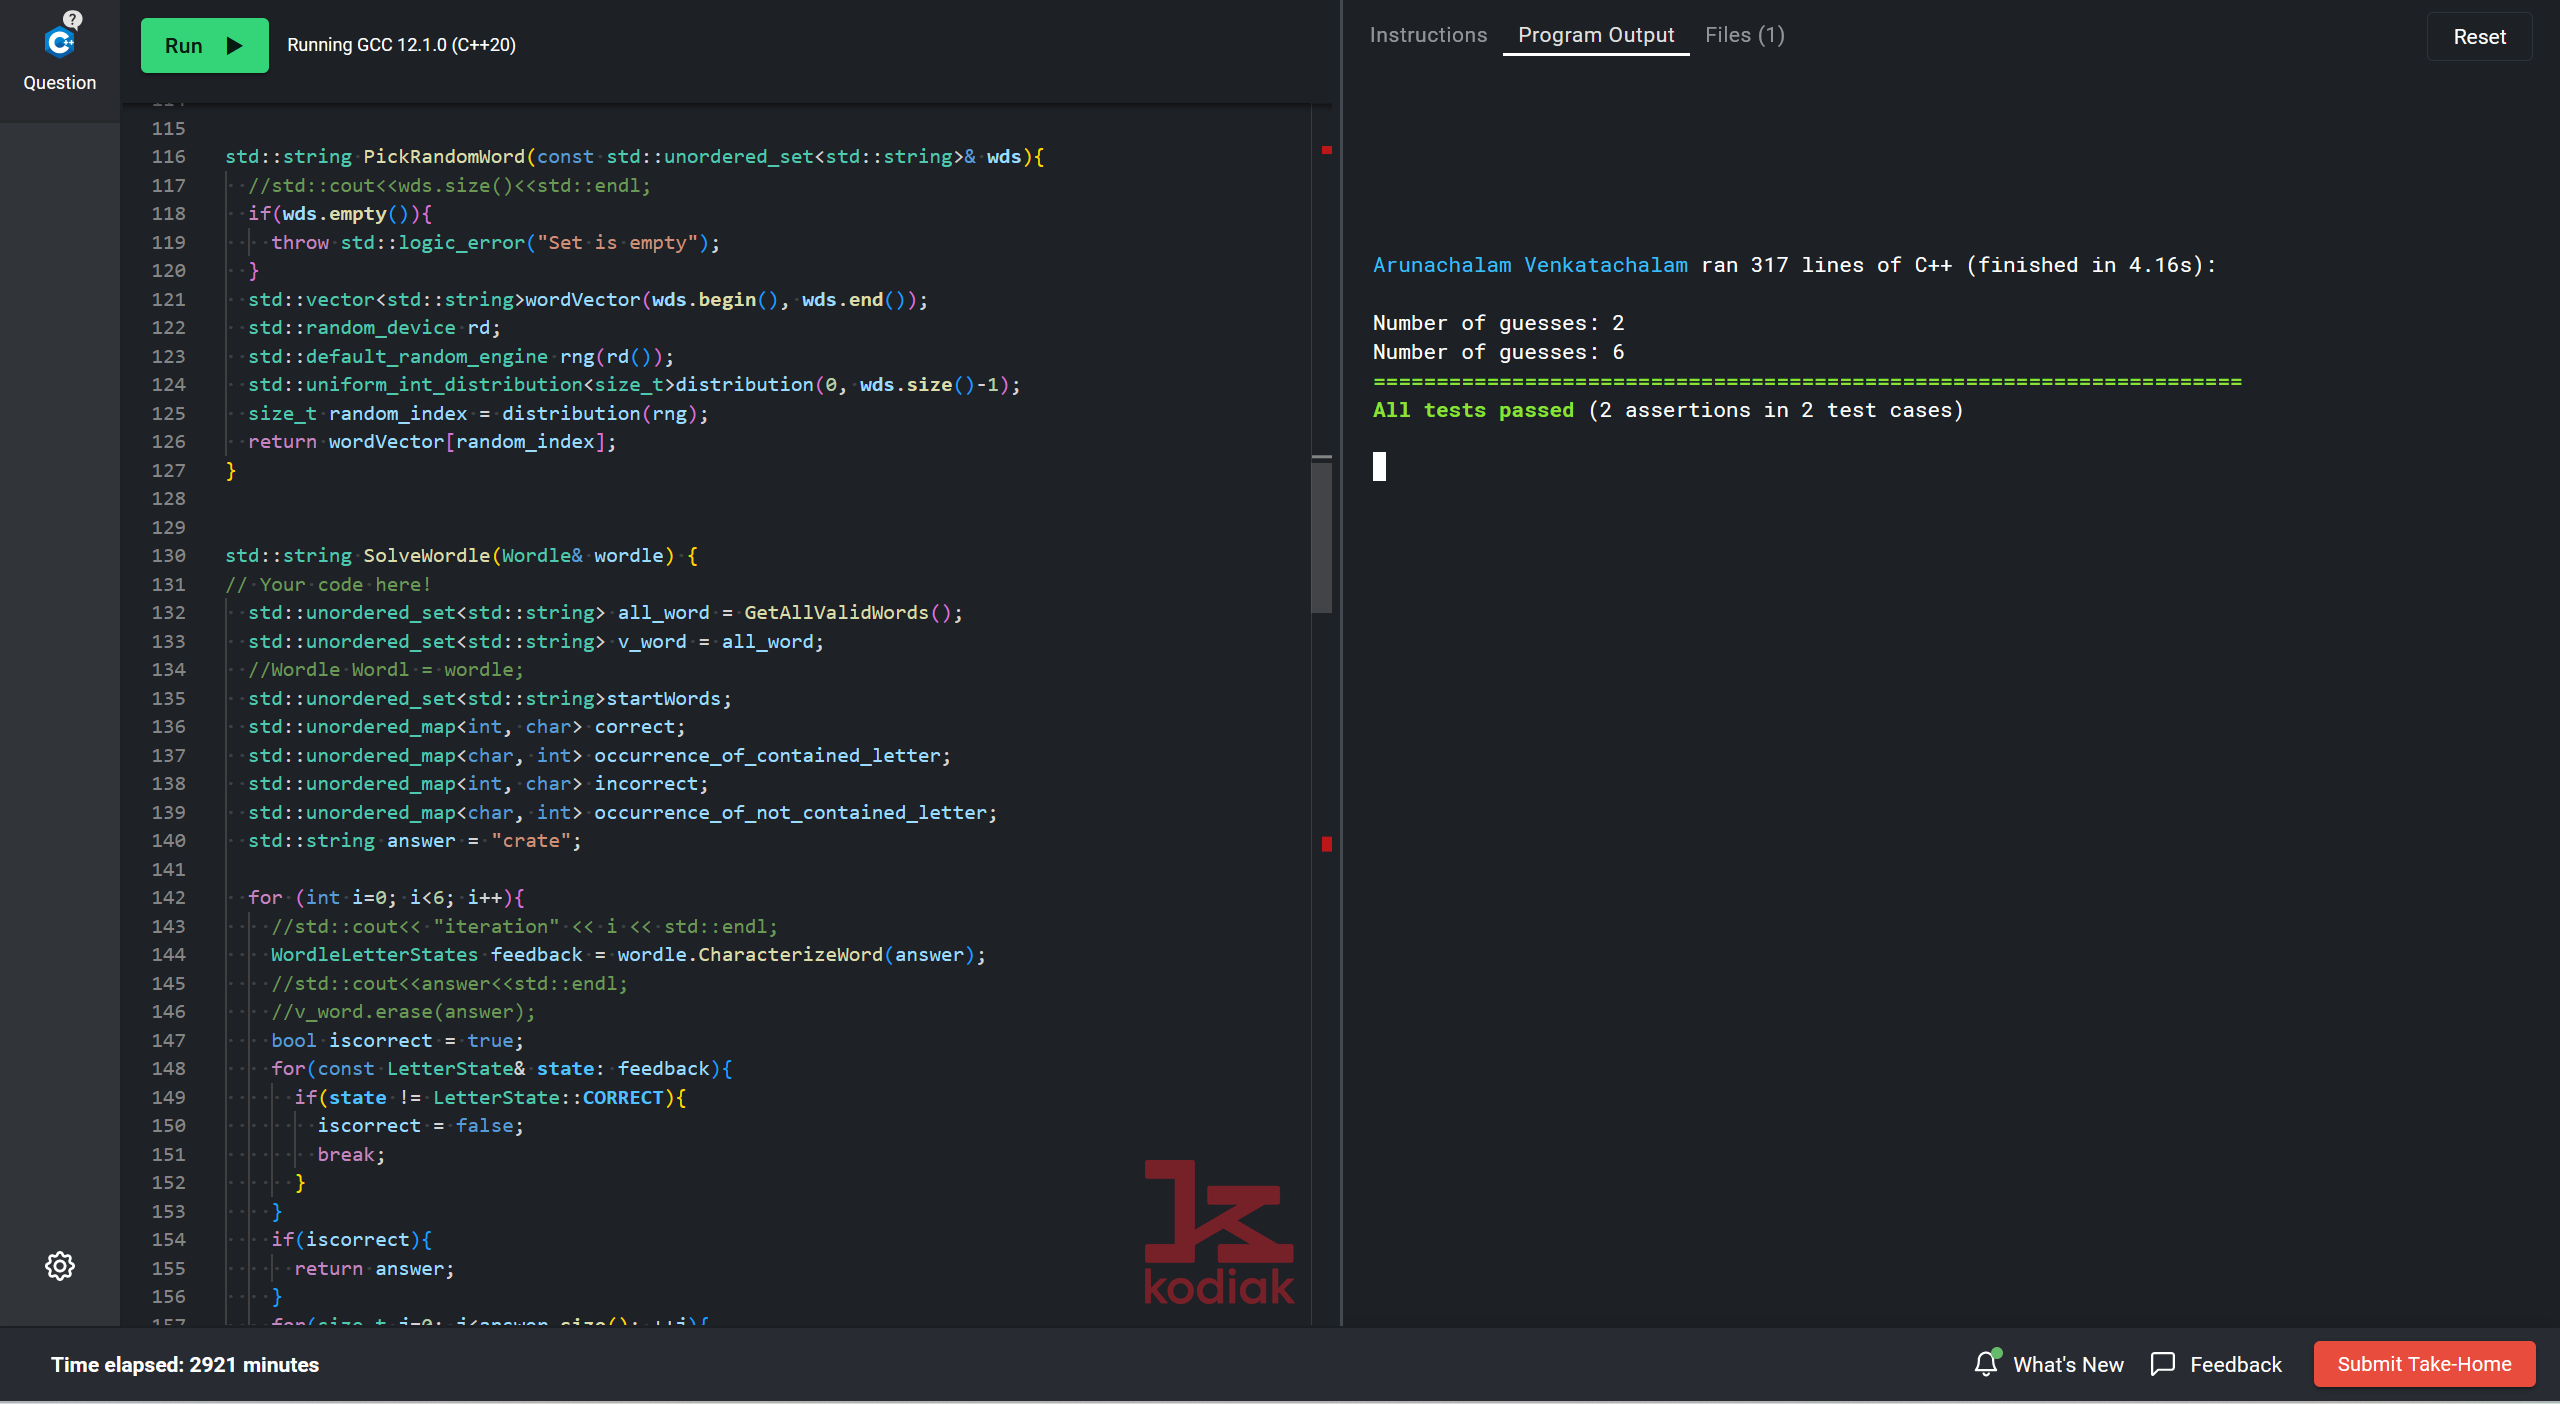 ?
C++
Question
Run
Running GCC 12.1.0 (C++20)
Instructions
Program Output
Files (1)
Reset
115
116 std::string PickRandomWord(const std::unordered_set<std::string>& wds){
117 //std::cout<<wds.size()<<std::endl;
118 if(wds.empty()){
119 throw std::logic_error("Set is empty");
120 }
121 std::vector<std::string>wordVector(wds.begin(), wds.end());
122 std::random_device rd;
123 std::default_random_engine rng(rd());
124 std::uniform_int_distribution<size_t>distribution(0, wds.size()-1);
125 size_t random_index = distribution(rng);
126 return wordVector[random_index];
127 }
128
129
130 std::string SolveWordle(Wordle& wordle) {
131 // Your code here!
132 std::unordered_set<std::string> all_word = GetAllValidWords();
133 std::unordered_set<std::string> v_word = all_word;
134 //Wordle Wordl = wordle;
135 std::unordered_set<std::string>startWords;
136 std::unordered_map<int, char> correct;
137 std::unordered_map<char, int> occurrence_of_contained_letter;
138 std::unordered_map<int, char> incorrect;
139 std::unordered_map<char, int> occurrence_of_not_contained_letter;
140 std::string answer = "crate";
141
142 for (int i=0; i<6; i++){
143 //std::cout<< "iteration" << i << std::endl;
144 WordleLetterStates feedback = wordle.CharacterizeWord(answer);
145 //std::cout<<answer<<std::endl;
146 //v_word.erase(answer);
147 bool iscorrect = true;
148 for(const LetterState& state: feedback){
149 if(state != LetterState::CORRECT){
150 iscorrect = false;
151 break;
152 }
153 }
154 if(iscorrect){
155 return answer;
156 }
Arunachalam Venkatachalam ran 317 lines of C++ (finished in 4.16s):
Number of guesses: 2
Number of guesses: 6
=====================================================================
All tests passed (2 assertions in 2 test cases)
kodiak
Time elapsed: 2921 minutes
What's New
Feedback
Submit Take-Home